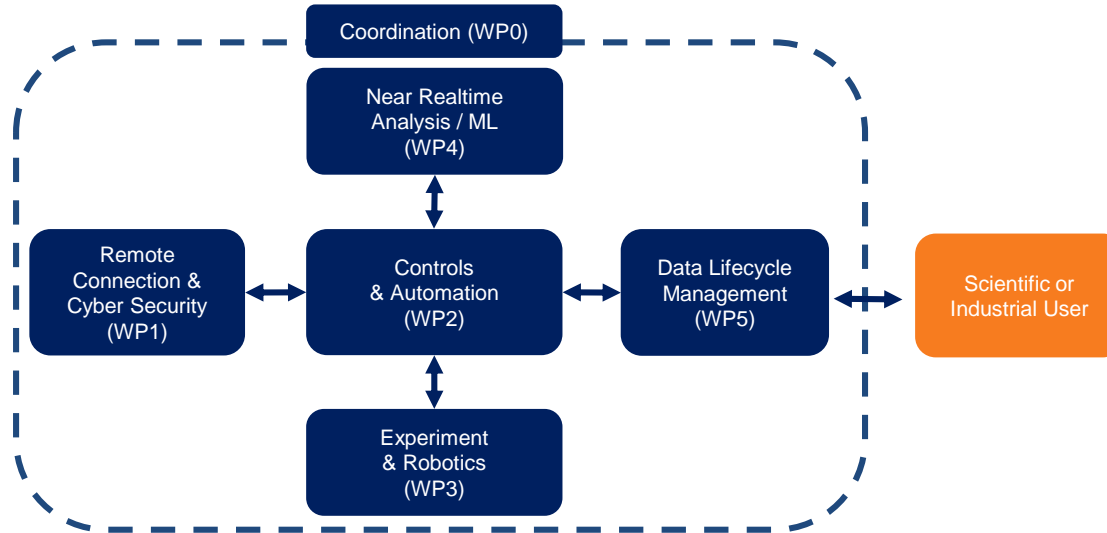 Coordination (WP0)
Near Realtime
Analysis / ML
(WP4)
Remote
Connection &
Cyber Security
(WP1)
Controls
& Automation
(WP2)
Data Lifecycle
Management
(WP5)
Scientific or
Industrial User
Experiment
& Robotics
(WP3)